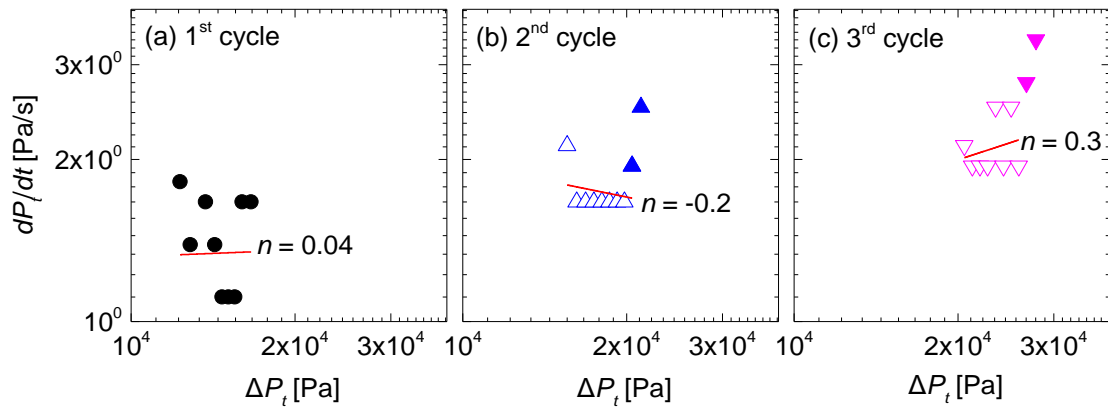 (a) 1st cycle
(b) 2nd cycle
(c) 3rd cycle
3x10^0
2x10^0
10^0
dP_t/dt [Pa/s]
n = 0.04
n = -0.2
n = 0.3
10^4
2x10^4
3x10^4
10^4
2x10^4
3x10^4
2x10^4
3x10^4
ΔP_t [Pa]
ΔP_t [Pa]
ΔP_t [Pa]